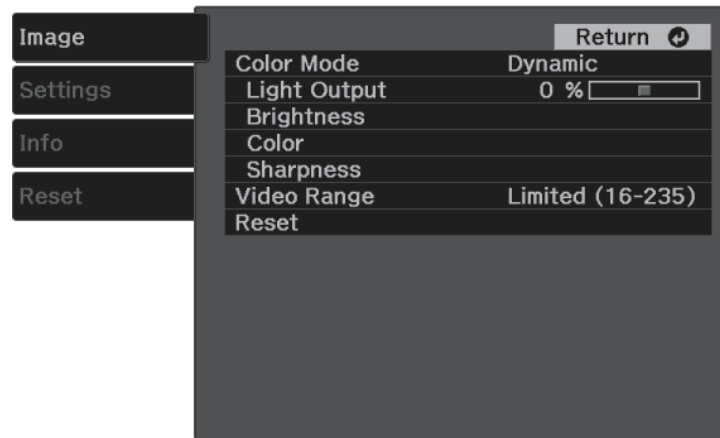 Image
Settings
Info
Reset
Return
Color Mode Dynamic
Light Output 0 %
Brightness
Color
Sharpness
Video Range Limited (16-235)
Reset